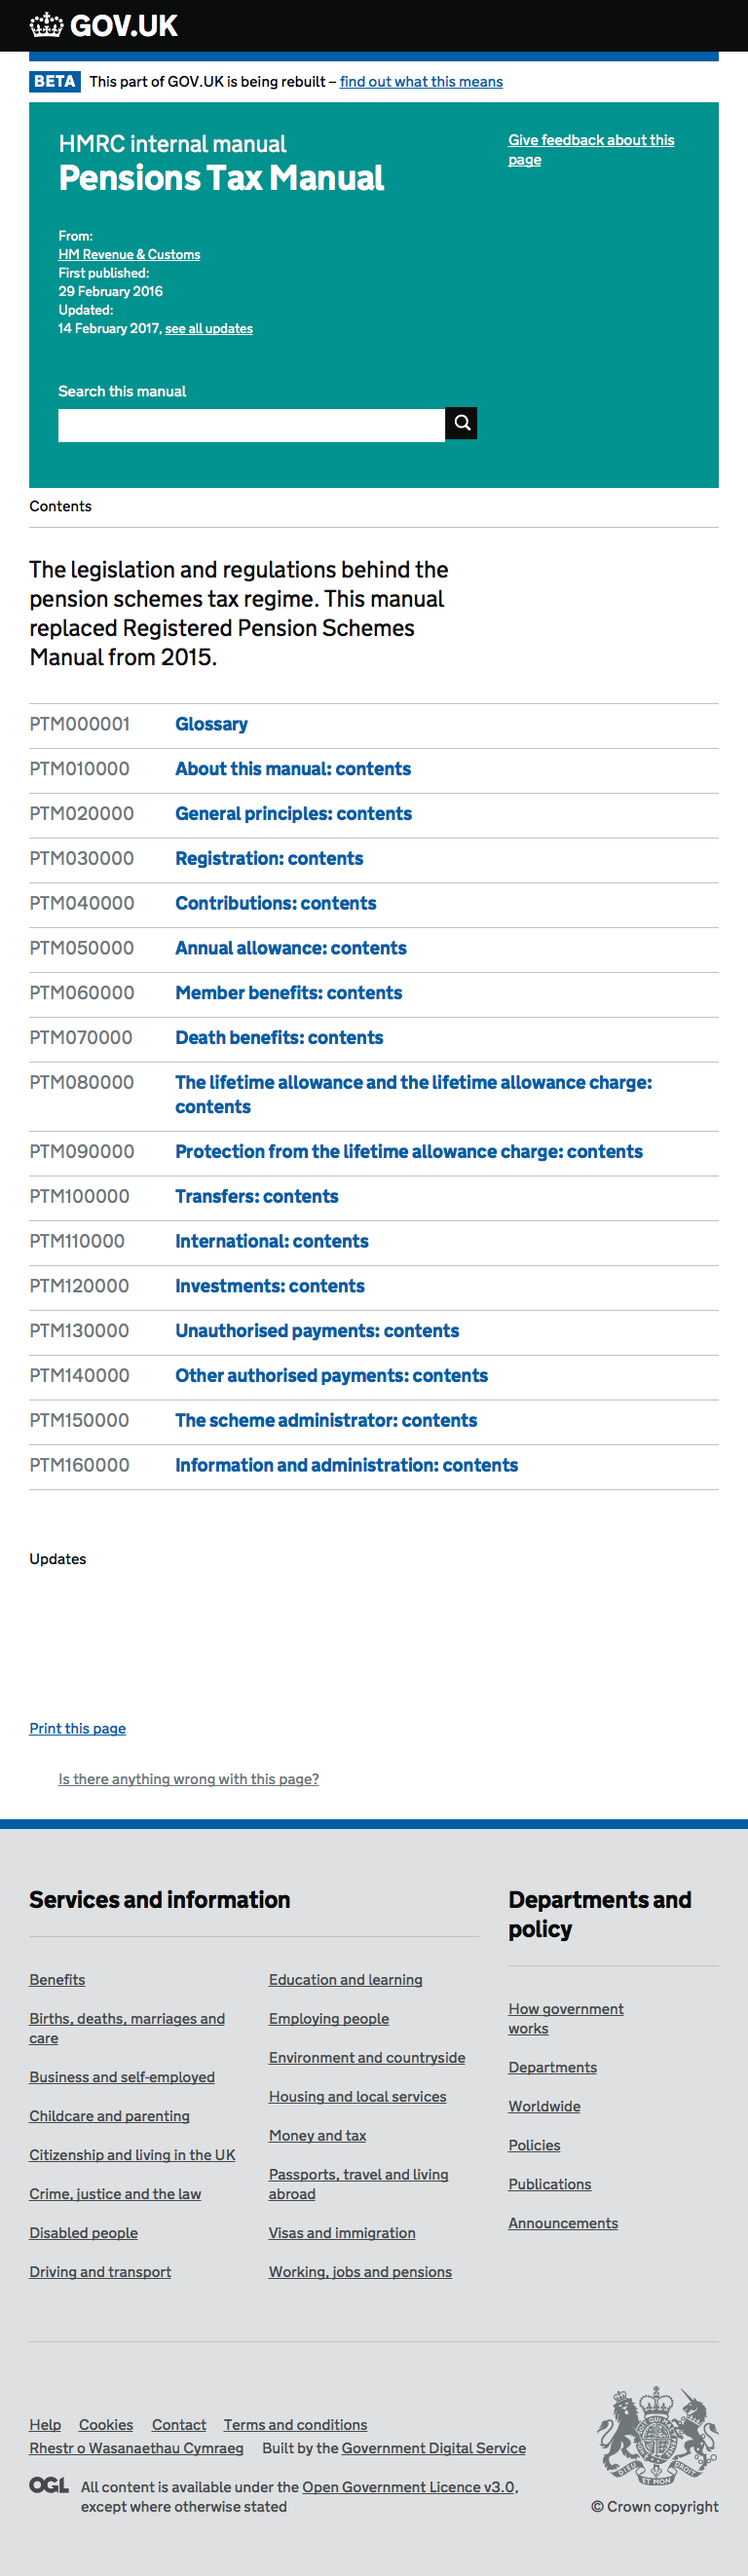 GOV.UK
BETA This part of GOV.UK is being rebuilt – find out what this means
HMRC internal manual
Pensions Tax Manual
Give feedback about this
page
From:
HM Revenue & Customs
First published:
29 February 2016
Updated:
14 February 2017, see all updates
Search this manual
Contents
The legislation and regulations behind the
pension schemes tax regime. This manual
replaced Registered Pension Schemes
Manual from 2015.
PTM000001 Glossary
PTM010000 About this manual: contents
PTM020000 General principles: contents
PTM030000 Registration: contents
PTM040000 Contributions: contents
PTM050000 Annual allowance: contents
PTM060000 Member benefits: contents
PTM070000 Death benefits: contents
PTM080000 The lifetime allowance and the lifetime allowance charge:
contents
PTM090000 Protection from the lifetime allowance charge: contents
PTM100000 Transfers: contents
PTM110000 International: contents
PTM120000 Investments: contents
PTM130000 Unauthorised payments: contents
PTM140000 Other authorised payments: contents
PTM150000 The scheme administrator: contents
PTM160000 Information and administration: contents
Updates
Print this page
Is there anything wrong with this page?
Services and information
Benefits
Births, deaths, marriages and
care
Business and self-employed
Childcare and parenting
Citizenship and living in the UK
Crime, justice and the law
Disabled people
Driving and transport
Education and learning
Employing people
Environment and countryside
Housing and local services
Money and tax
Passports, travel and living
abroad
Visas and immigration
Working, jobs and pensions
Departments and
policy
How government
works
Departments
Worldwide
Policies
Publications
Announcements
Help Cookies Contact Terms and conditions
Rhestr o Wasanaethau Cymraeg Built by the Government Digital Service
OGL All content is available under the Open Government Licence v3.0,
except where otherwise stated
© Crown copyright